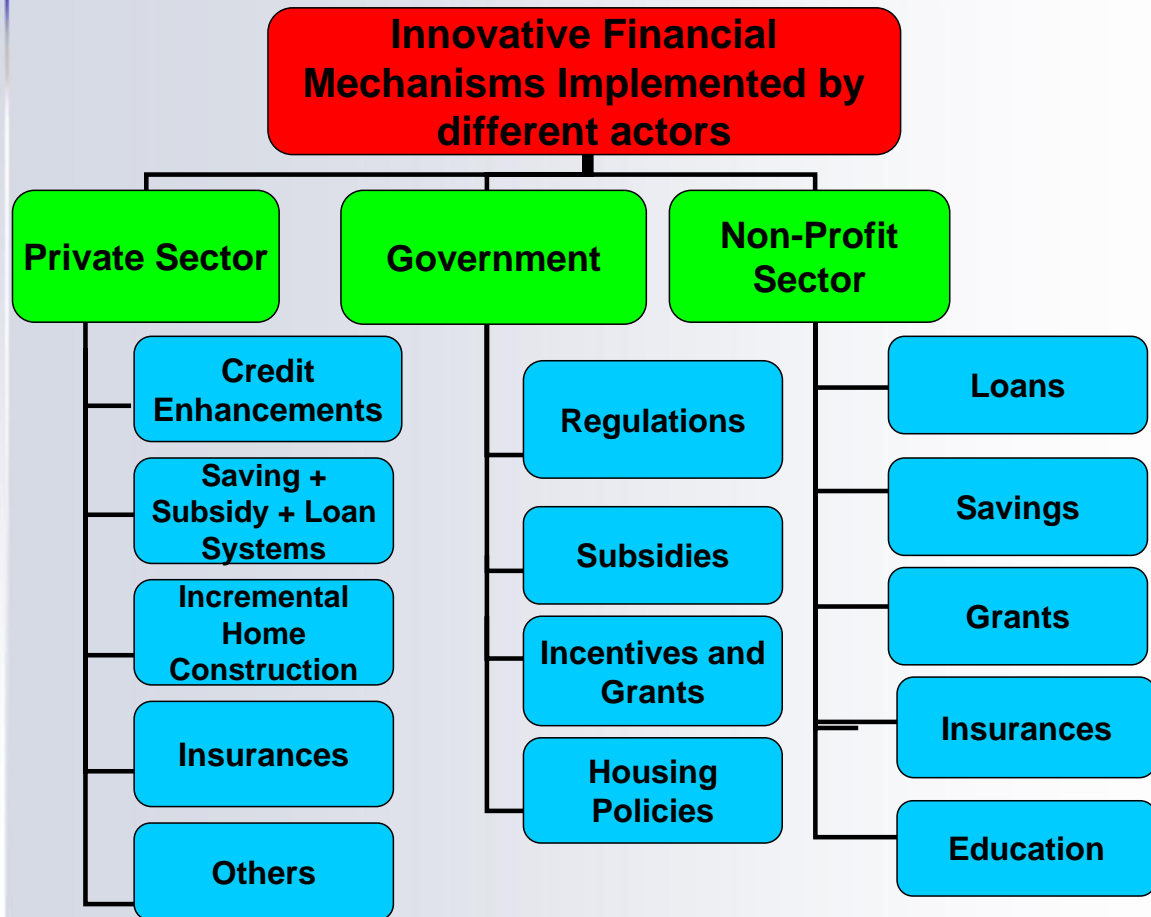 Innovative Financial
Mechanisms Implemented by
different actors
Private Sector
Government
Non-Profit
Sector
Credit
Enhancements
Saving +
Subsidy + Loan
Systems
Incremental
Home
Construction
Insurances
Others
Regulations
Subsidies
Incentives and
Grants
Housing
Policies
Loans
Savings
Grants
Insurances
Education